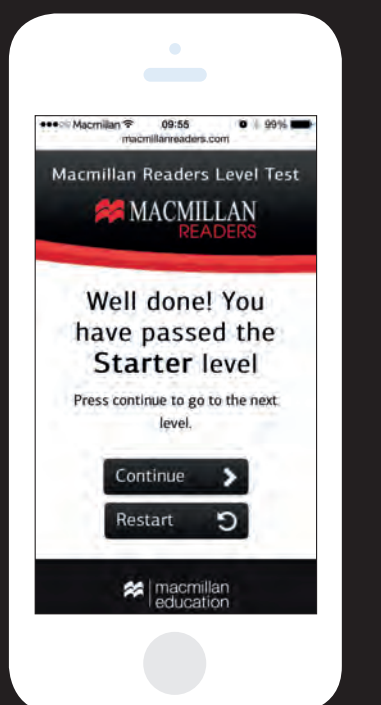 Macmillan 09:55 99%
macmillanreaders.com
Macmillan Readers Level Test
MACMILLAN
READERS
Well done! You
have passed the
Starter level
Press continue to go to the next
level.
Continue
Restart
macmillan
education